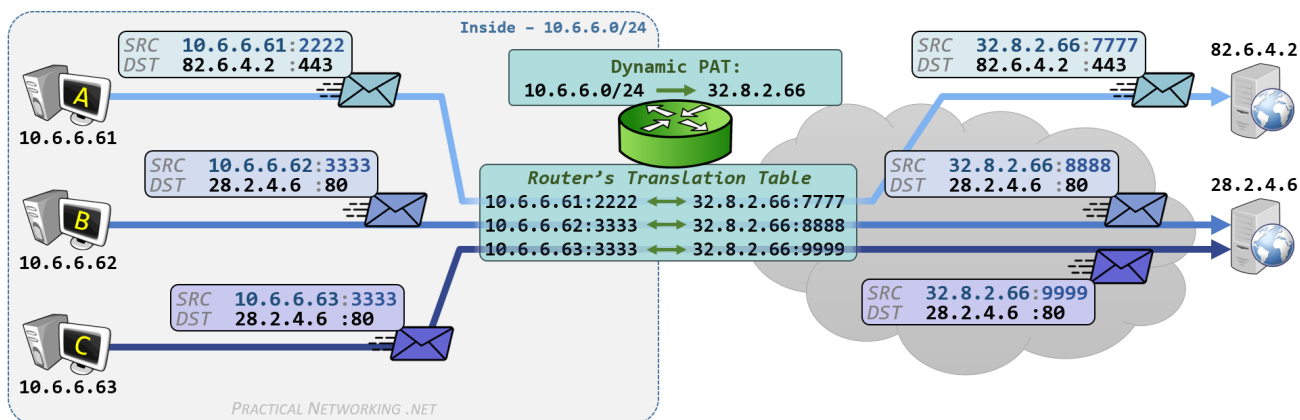 Inside – 10.6.6.0/24
SRC 10.6.6.61:2222
DST 82.6.4.2 :443
A
10.6.6.61
SRC 10.6.6.62:3333
DST 28.2.4.6 :80
B
10.6.6.62
SRC 10.6.6.63:3333
DST 28.2.4.6 :80
C
10.6.6.63
PRACTICAL NETWORKING .NET
Dynamic PAT:
10.6.6.0/24 32.8.2.66
Router's Translation Table
10.6.6.61:2222 32.8.2.66:7777
10.6.6.62:3333 32.8.2.66:8888
10.6.6.63:3333 32.8.2.66:9999
SRC 32.8.2.66:7777
DST 82.6.4.2 :443
82.6.4.2
SRC 32.8.2.66:8888
DST 28.2.4.6 :80
28.2.4.6
SRC 32.8.2.66:9999
DST 28.2.4.6 :80